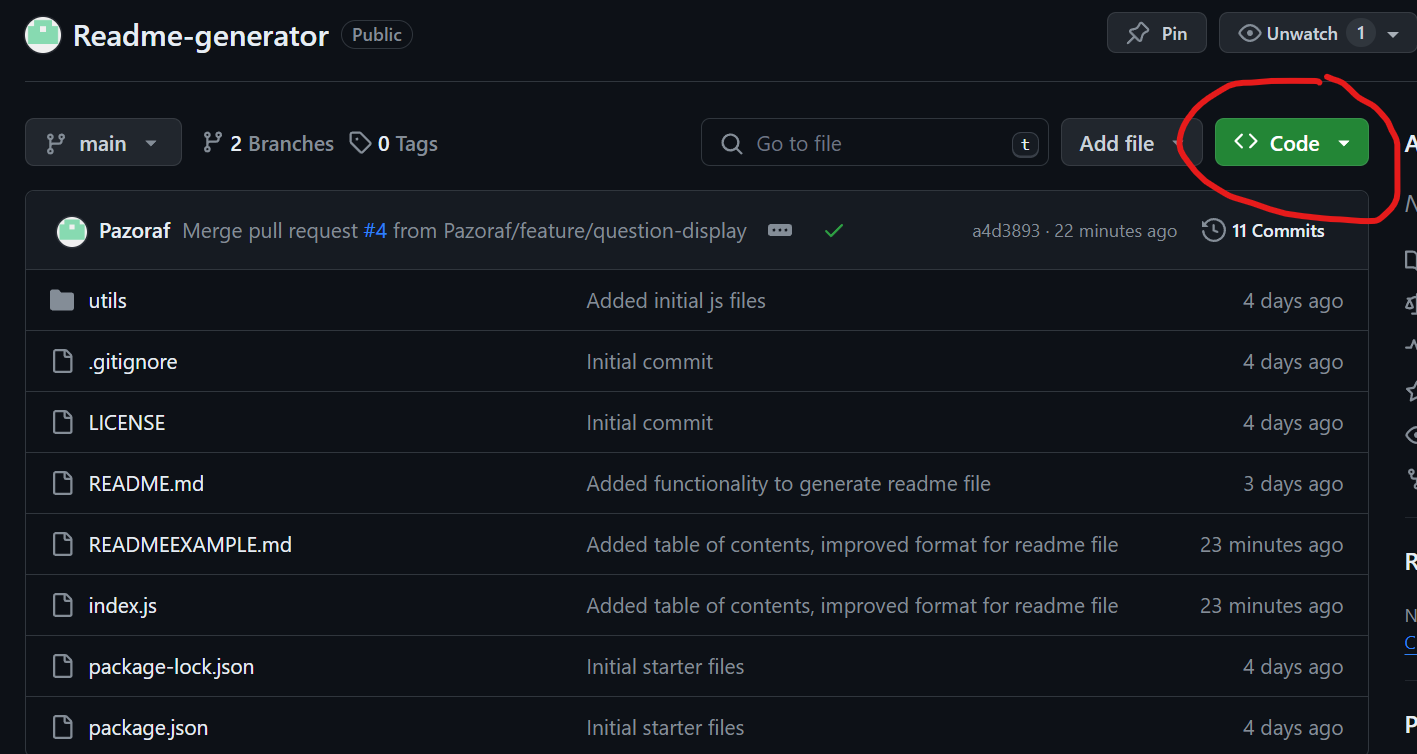 Readme-generator Public Pin Unwatch 1
main 2 Branches 0 Tags Go to file t Add file Code
Pazoraf Merge pull request #4 from Pazoraf/feature/question-display a4d3893 · 22 minutes ago 11 Commits
utils Added initial js files 4 days ago
.gitignore Initial commit 4 days ago
LICENSE Initial commit 4 days ago
README.md Added functionality to generate readme file 3 days ago
READMEEXAMPLE.md Added table of contents, improved format for readme file 23 minutes ago
index.js Added table of contents, improved format for readme file 23 minutes ago
package-lock.json Initial starter files 4 days ago
package.json Initial starter files 4 days ago